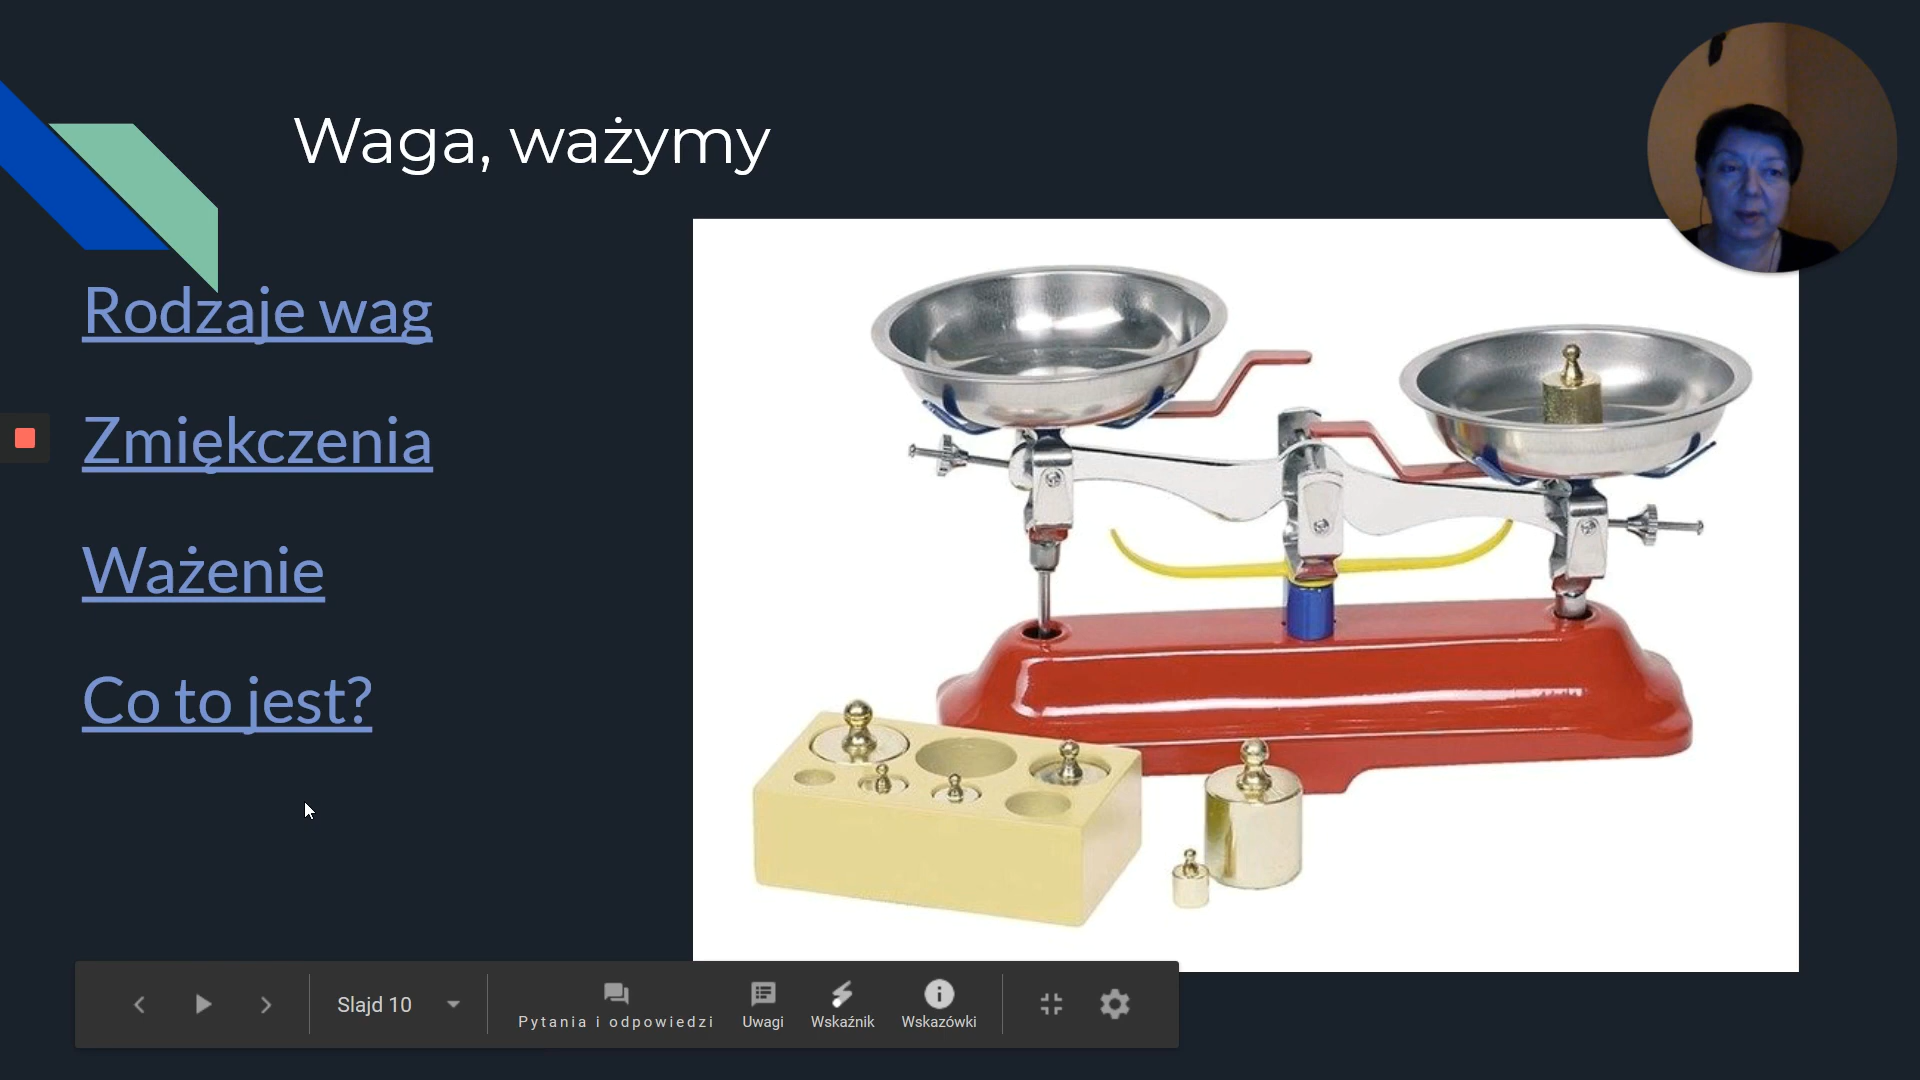 Waga, ważymy
Rodzaje wag
Zmiękczenia
Ważenie
Co to jest?
Slajd 10
Pytania i odpowiedzi
Uwagi
Wskaźnik
Wskazówki